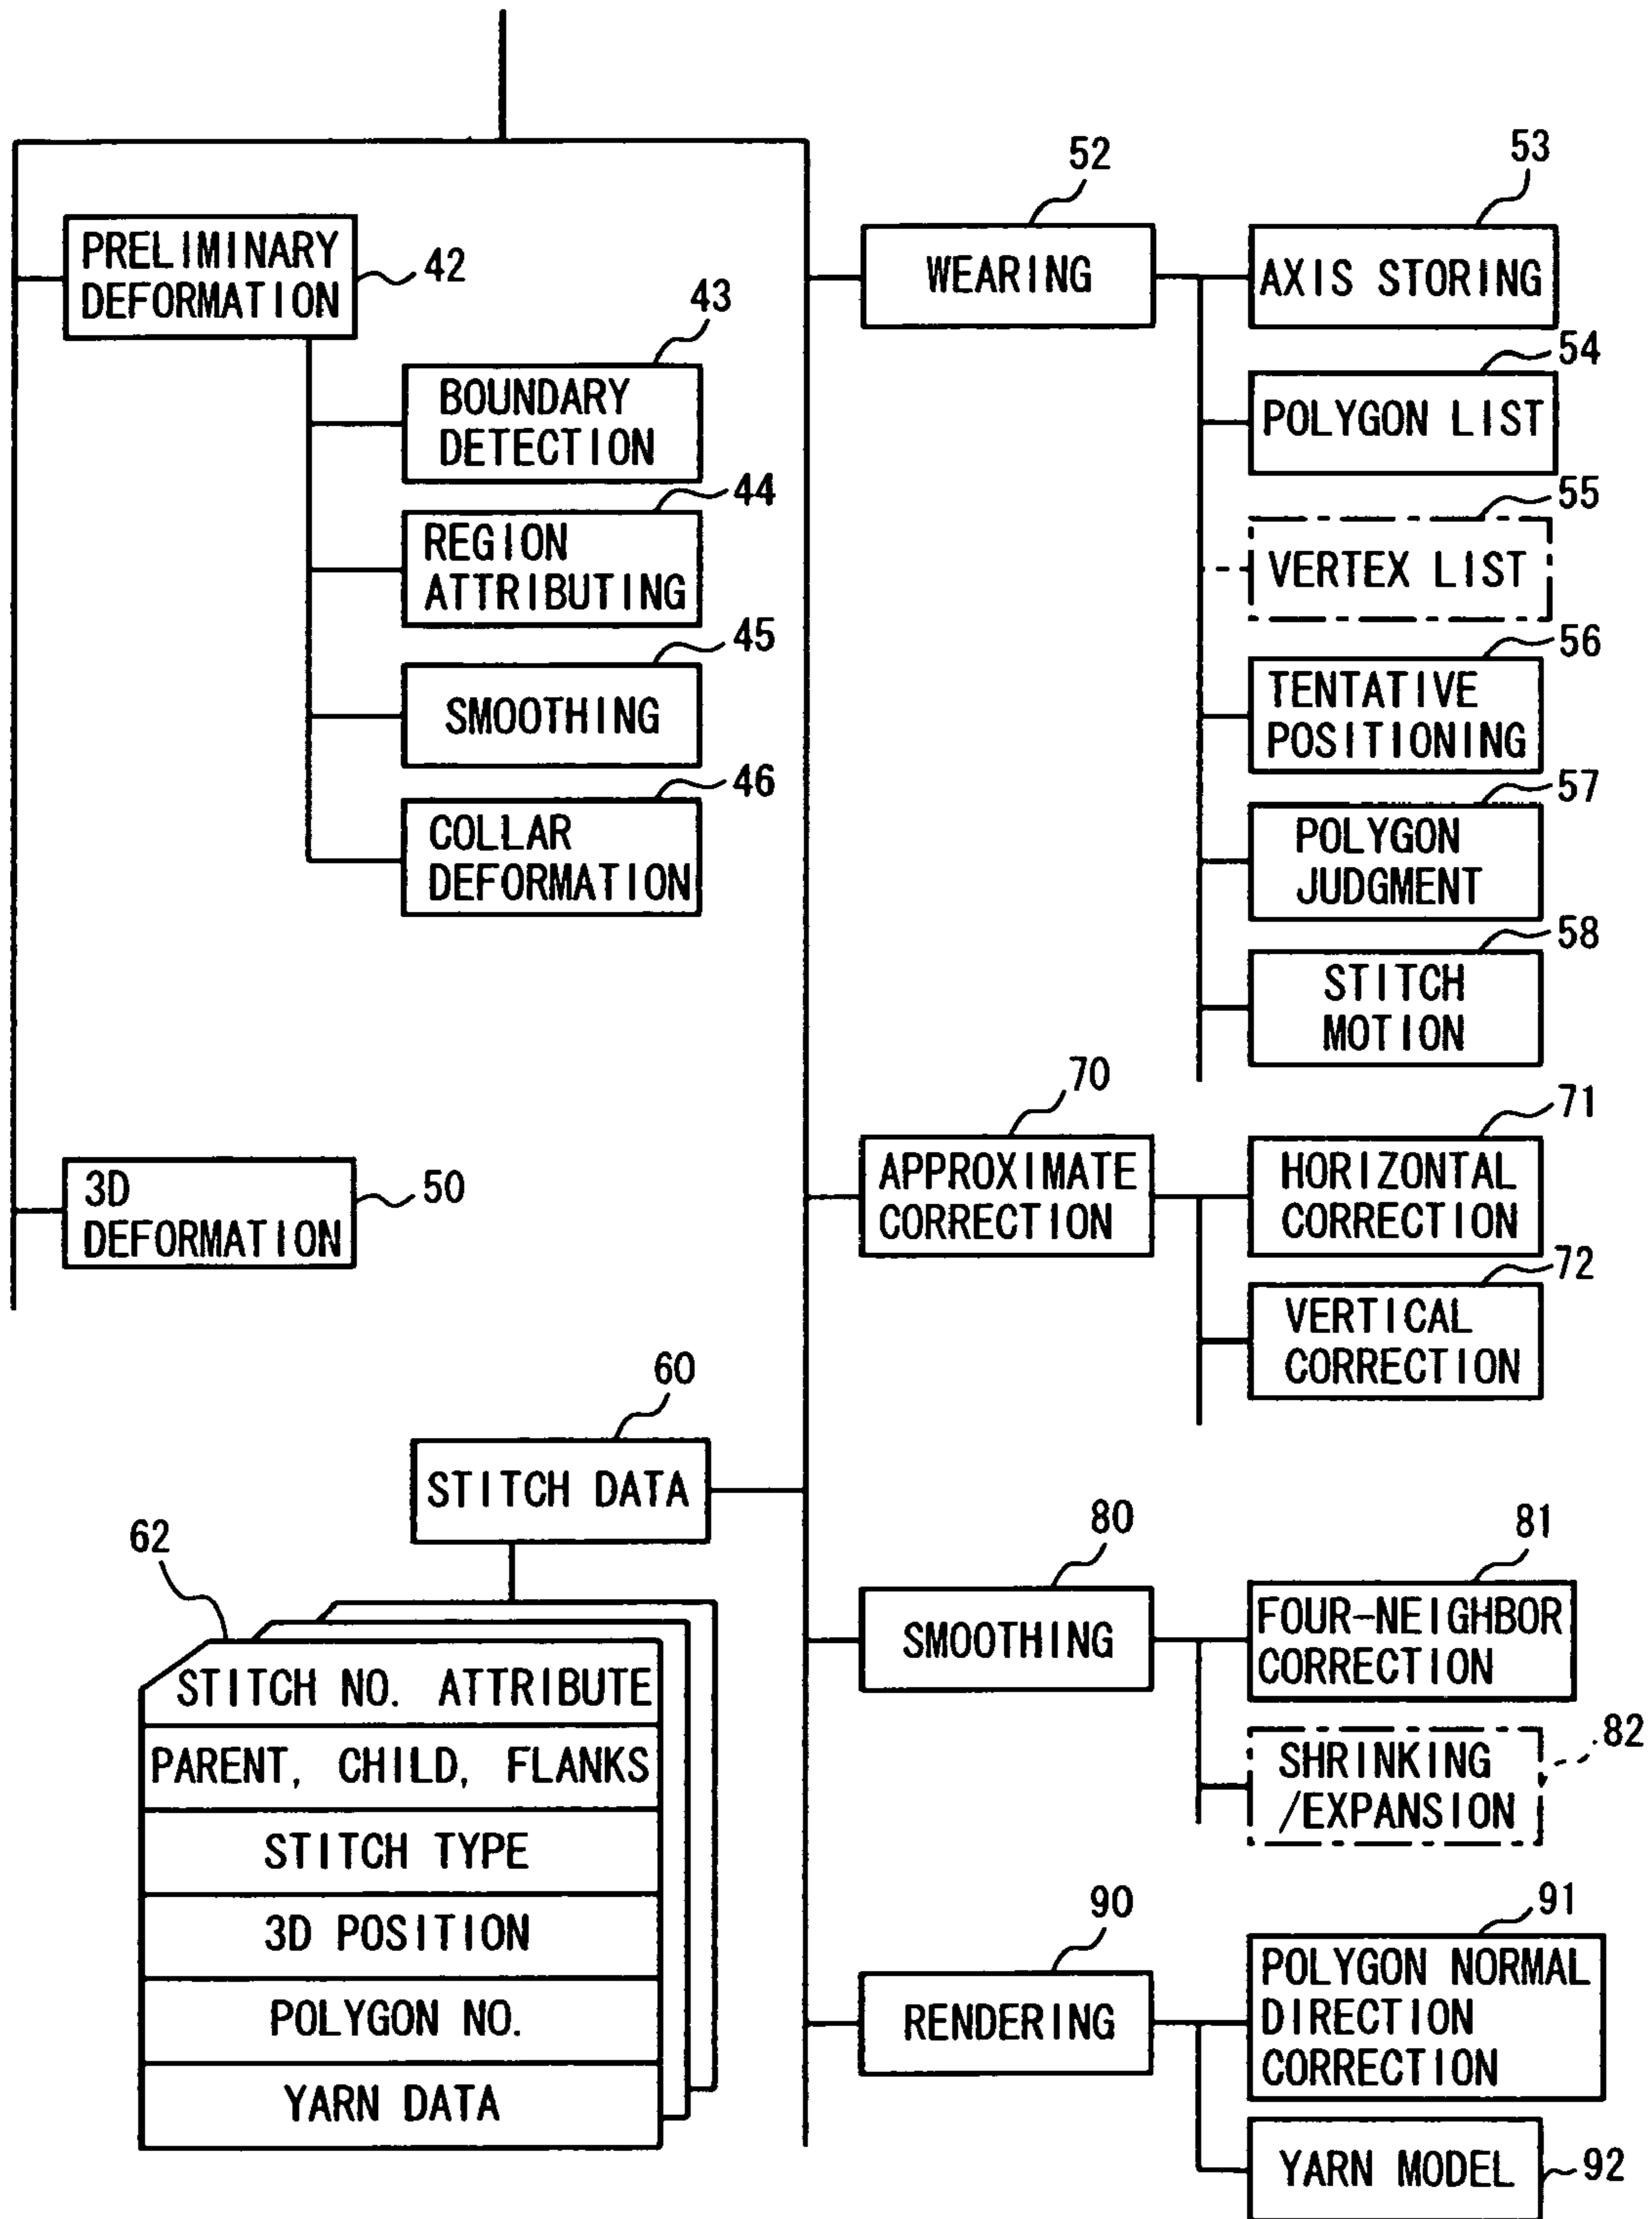 PRELIMINARY
DEFORMATION
42
43
BOUNDARY
DETECTION
44
REGION
ATTRIBUTING
45
SMOOTHING
46
COLLAR
DEFORMATION
3D
DEFORMATION
50
52
WEARING
53
AXIS STORING
54
POLYGON LIST
55
VERTEX LIST
56
TENTATIVE
POSITIONING
57
POLYGON
JUDGMENT
58
STITCH
MOTION
70
APPROXIMATE
CORRECTION
71
HORIZONTAL
CORRECTION
72
VERTICAL
CORRECTION
60
STITCH DATA
62
STITCH NO. ATTRIBUTE
PARENT, CHILD, FLANKS
STITCH TYPE
3D POSITION
POLYGON NO.
YARN DATA
80
SMOOTHING
81
FOUR-NEIGHBOR
CORRECTION
82
SHRINKING
/EXPANSION
90
RENDERING
91
POLYGON NORMAL
DIRECTION
CORRECTION
YARN MODEL
92